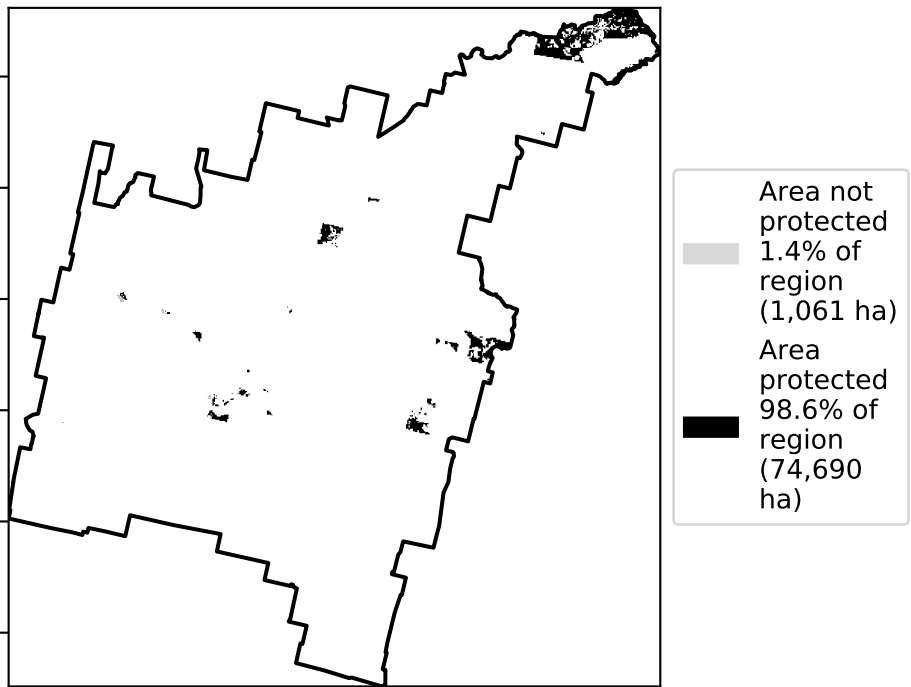 Area not
protected
1.4% of
region
(1,061 ha)
Area
protected
98.6% of
region
(74,690
ha)